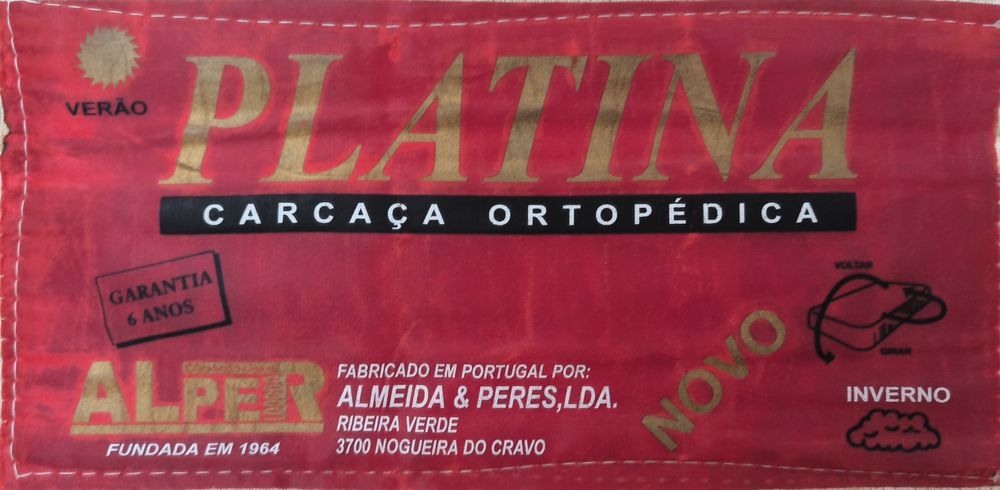 VERÃO
PLATINA
CARCAÇA ORTOPÉDICA
GARANTIA
6 ANOS
VOLTAR
GIRAR
NOVO
ALPER
FUNDADA EM 1964
FABRICADO EM PORTUGAL POR:
ALMEIDA & PERES,LDA.
RIBEIRA VERDE
3700 NOGUEIRA DO CRAVO
INVERNO